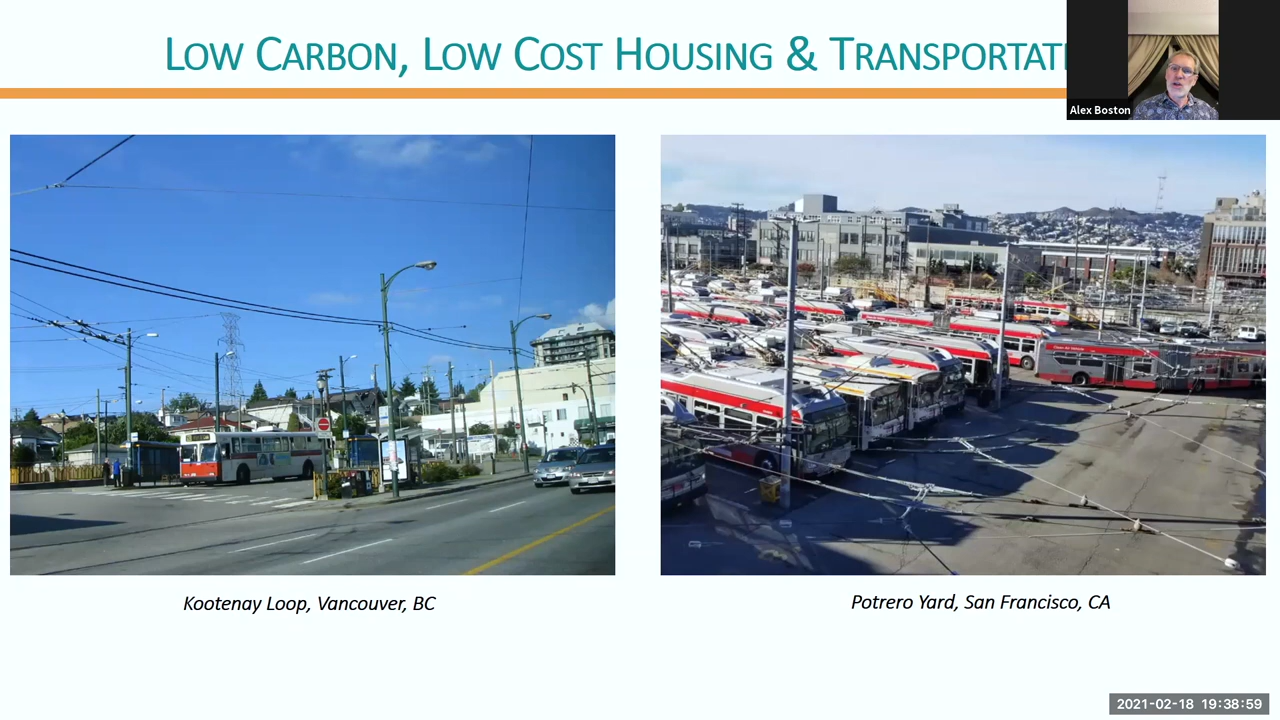 LOW CARBON, LOW COST HOUSING & TRANSPORTATI
Alex Boston
Kootenay Loop, Vancouver, BC
Potrero Yard, San Francisco, CA
2021-02-18 19:38:59